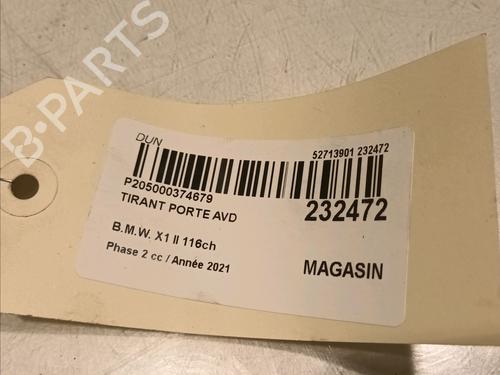 B-PARTS
DUN
52713901 232472
P205000374679
TIRANT PORTE AVD
232472
B.M.W. X1 II 116ch
Phase 2 cc / Année 2021
MAGASIN